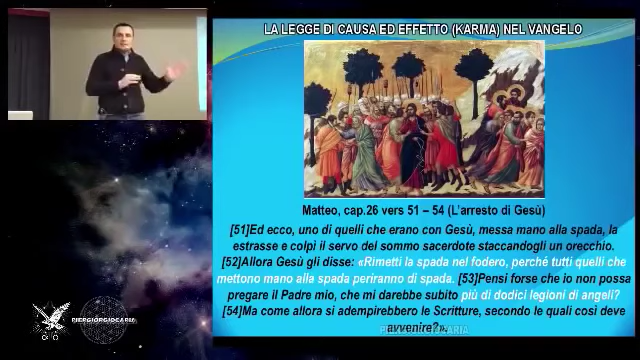 LA LEGGE DI CAUSA ED EFFETTO (KARMA) NEL VANGELO
Matteo, cap.26 vers 51 – 54 (L'arresto di Gesù)
[51]Ed ecco, uno di quelli che erano con Gesù, messa mano alla spada, la
estrasse e colpì il servo del sommo sacerdote staccandogli un orecchio.
[52]Allora Gesù gli disse: «Rimetti la spada nel fodero, perché tutti quelli che
mettono mano alla spada periranno di spada. [53]Pensi forse che io non possa
pregare il Padre mio, che mi darebbe subito più di dodici legioni di angeli?
[54]Ma come allora si adempirebbero le Scritture, secondo le quali così deve
avvenire?».
PIERGIORGIOCARIA